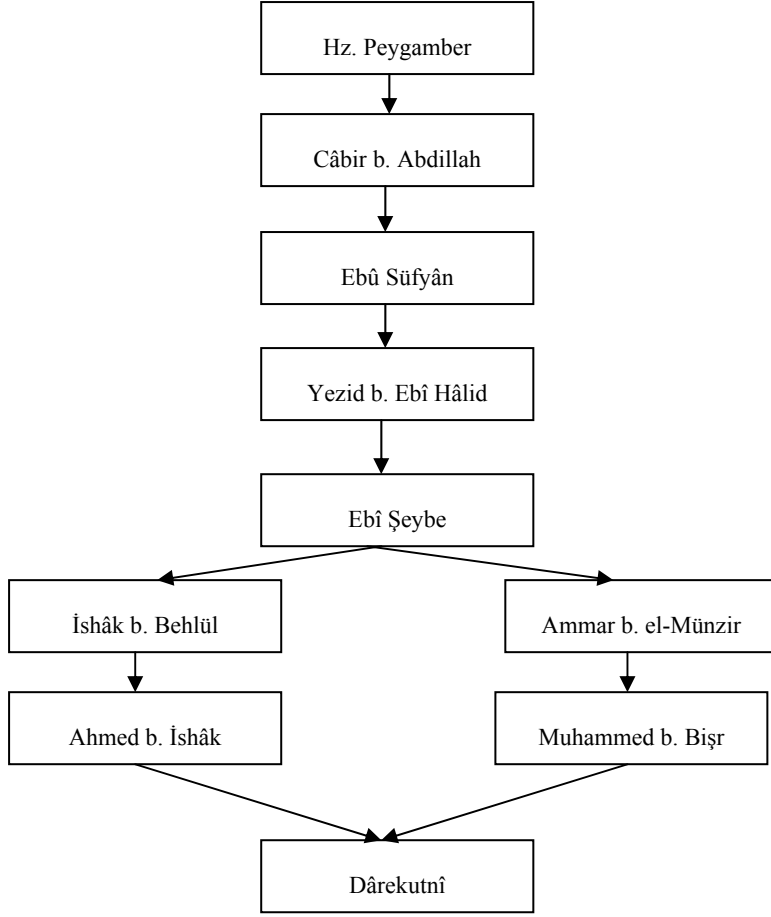 Hz. Peygamber
Câbir b. Abdillah
Ebû Süfyân
Yezid b. Ebî Hâlid
Ebî Şeybe
İshâk b. Behlül
Ammar b. el-Münzir
Ahmed b. İshâk
Muhammed b. Bişr
Dârekutnî